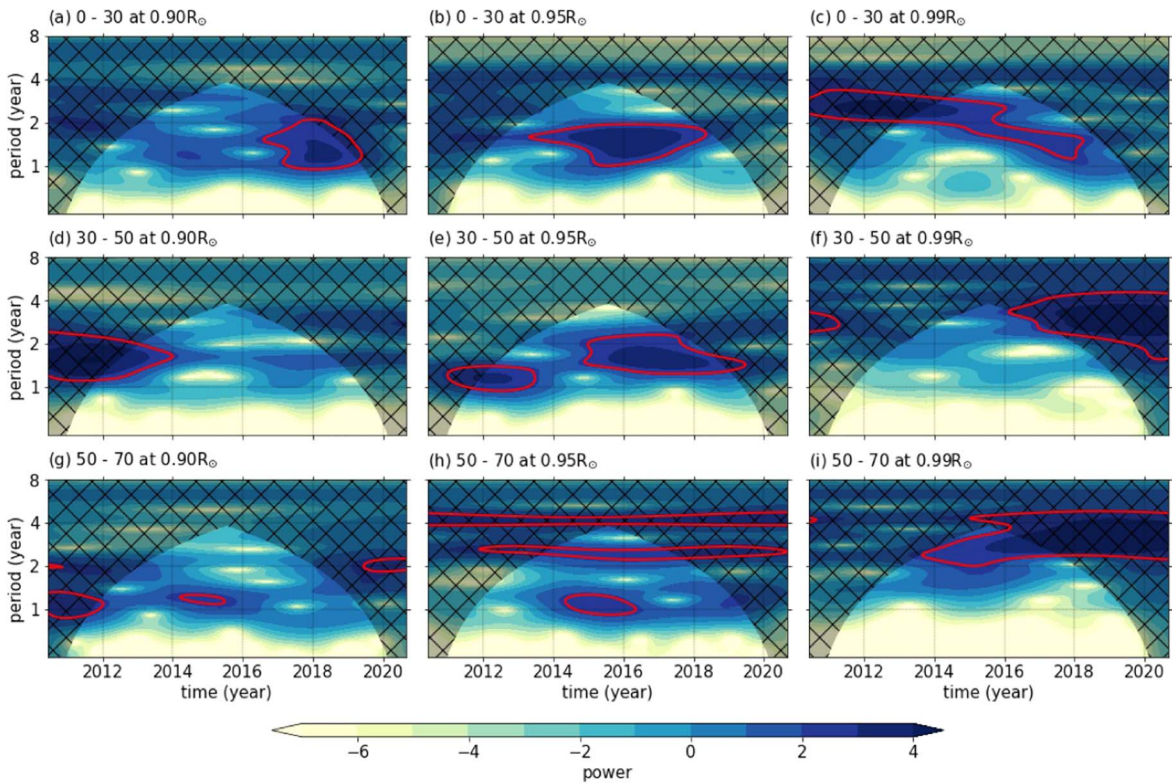 (a) 0 - 30 at 0.90R☉ (b) 0 - 30 at 0.95R☉ (c) 0 - 30 at 0.99R☉
8
4
2
1
period (year)
(d) 30 - 50 at 0.90R☉ (e) 30 - 50 at 0.95R☉ (f) 30 - 50 at 0.99R☉
8
4
2
1
period (year)
(g) 50 - 70 at 0.90R☉ (h) 50 - 70 at 0.95R☉ (i) 50 - 70 at 0.99R☉
8
4
2
1
period (year)
2012 2014 2016 2018 2020 2012 2014 2016 2018 2020 2012 2014 2016 2018 2020
time (year) time (year) time (year)
−6 −4 −2 0 2 4
power